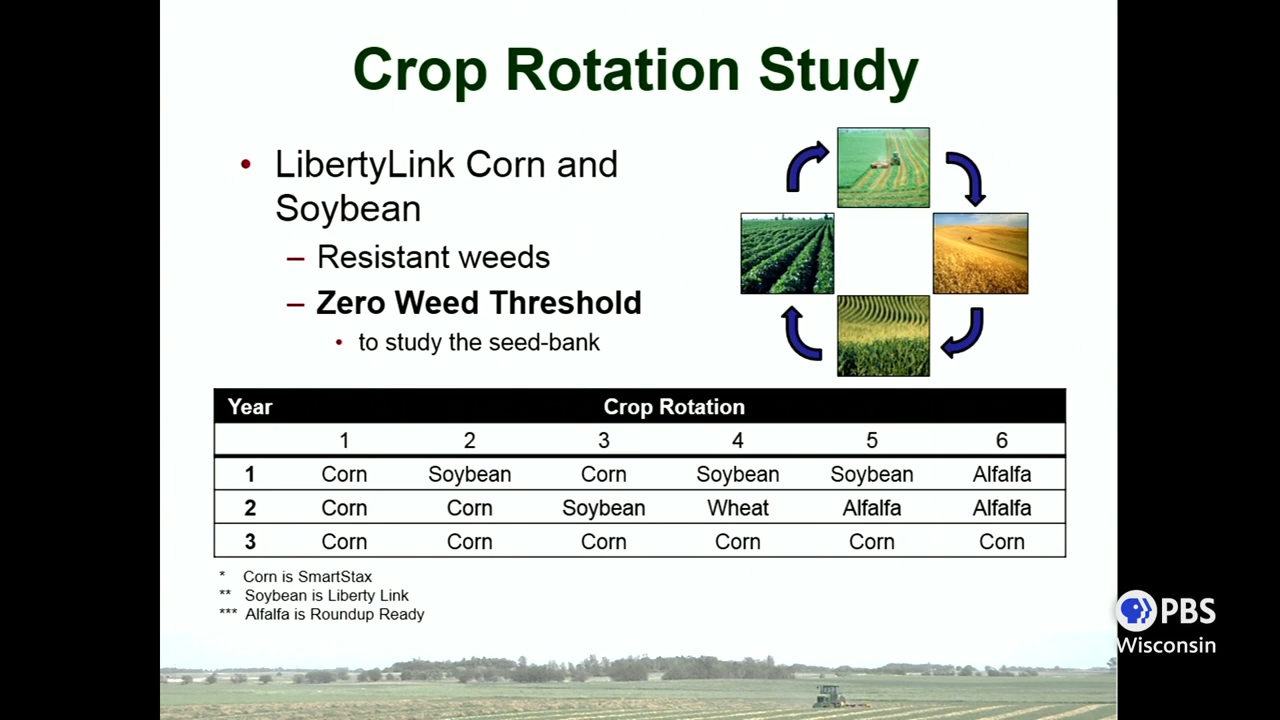 Crop Rotation Study
• LibertyLink Corn and
Soybean
– Resistant weeds
– Zero Weed Threshold
• to study the seed-bank
Year Crop Rotation
1 2 3 4 5 6
1 Corn Soybean Corn Soybean Soybean Alfalfa
2 Corn Corn Soybean Wheat Alfalfa Alfalfa
3 Corn Corn Corn Corn Corn Corn
* Corn is SmartStax
** Soybean is Liberty Link
*** Alfalfa is Roundup Ready
PBS
Wisconsin